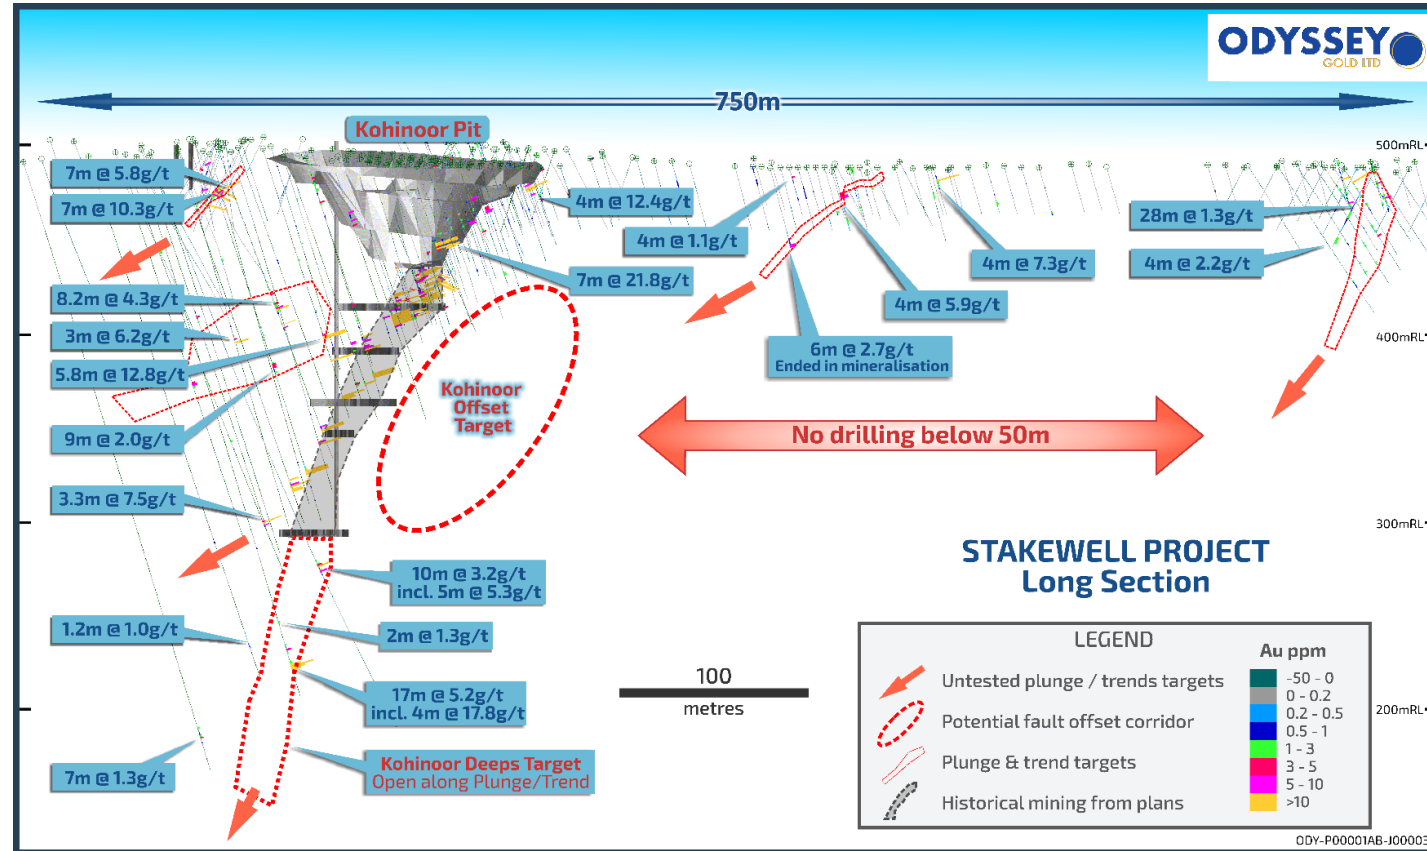 ODYSSEY
GOLD LTD
750m
Kohinoor Pit
500mRL
7m @ 5.8g/t
7m @ 10.3g/t
4m @ 12.4g/t
4m @ 1.1g/t
28m @ 1.3g/t
4m @ 2.2g/t
4m @ 7.3g/t
7m @ 21.8g/t
8.2m @ 4.3g/t
4m @ 5.9g/t
3m @ 6.2g/t
400mRL
6m @ 2.7g/t
Ended in mineralisation
5.8m @ 12.8g/t
Kohinoor
Offset
Target
9m @ 2.0g/t
No drilling below 50m
3.3m @ 7.5g/t
300mRL
STAKEWELL PROJECT
Long Section
10m @ 3.2g/t
incl. 5m @ 5.3g/t
1.2m @ 1.0g/t
2m @ 1.3g/t
17m @ 5.2g/t
incl. 4m @ 17.8g/t
100
metres
200mRL
7m @ 1.3g/t
Kohinoor Deeps Target
Open along Plunge/Trend
LEGEND
Untested plunge / trends targets
Potential fault offset corridor
Plunge & trend targets
Historical mining from plans
Au ppm
-50 - 0
0 - 0.2
0.2 - 0.5
0.5 - 1
1 - 3
3 - 5
5 - 10
>10
ODY-P00001AB-J00003